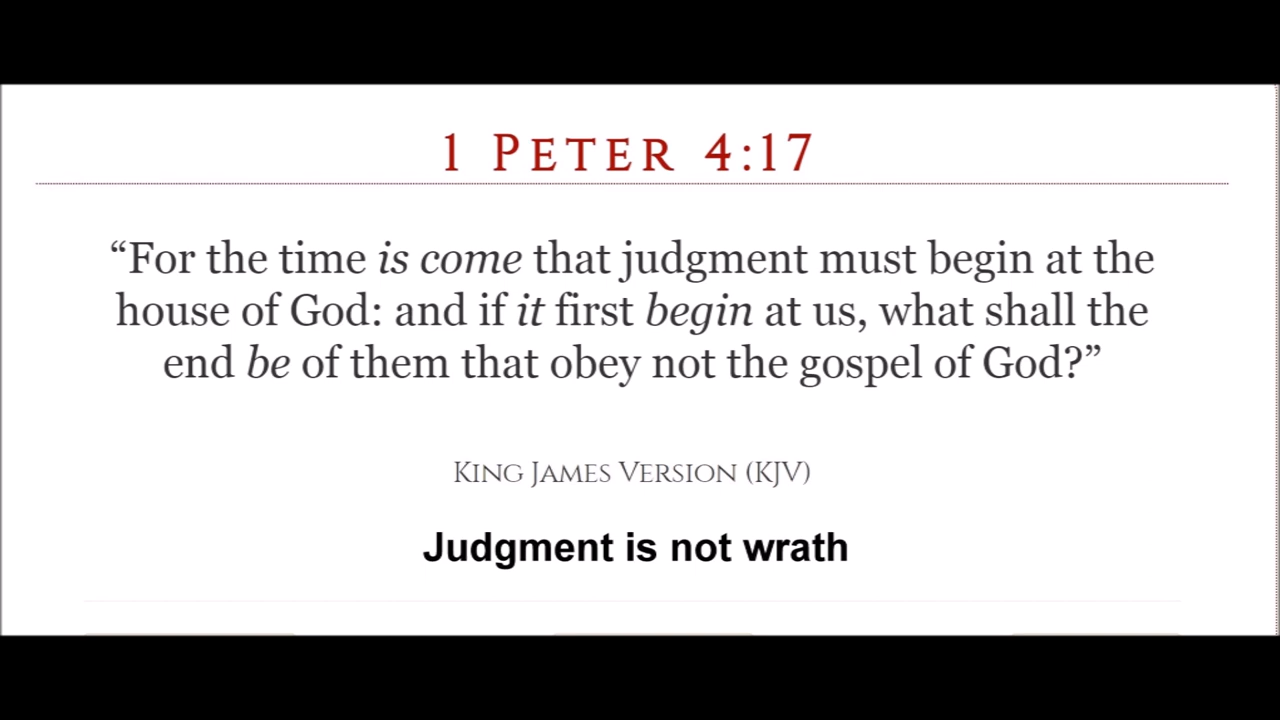 1 PETER 4:17
“For the time is come that judgment must begin at the
house of God: and if it first begin at us, what shall the
end be of them that obey not the gospel of God?”
KING JAMES VERSION (KJV)
Judgment is not wrath